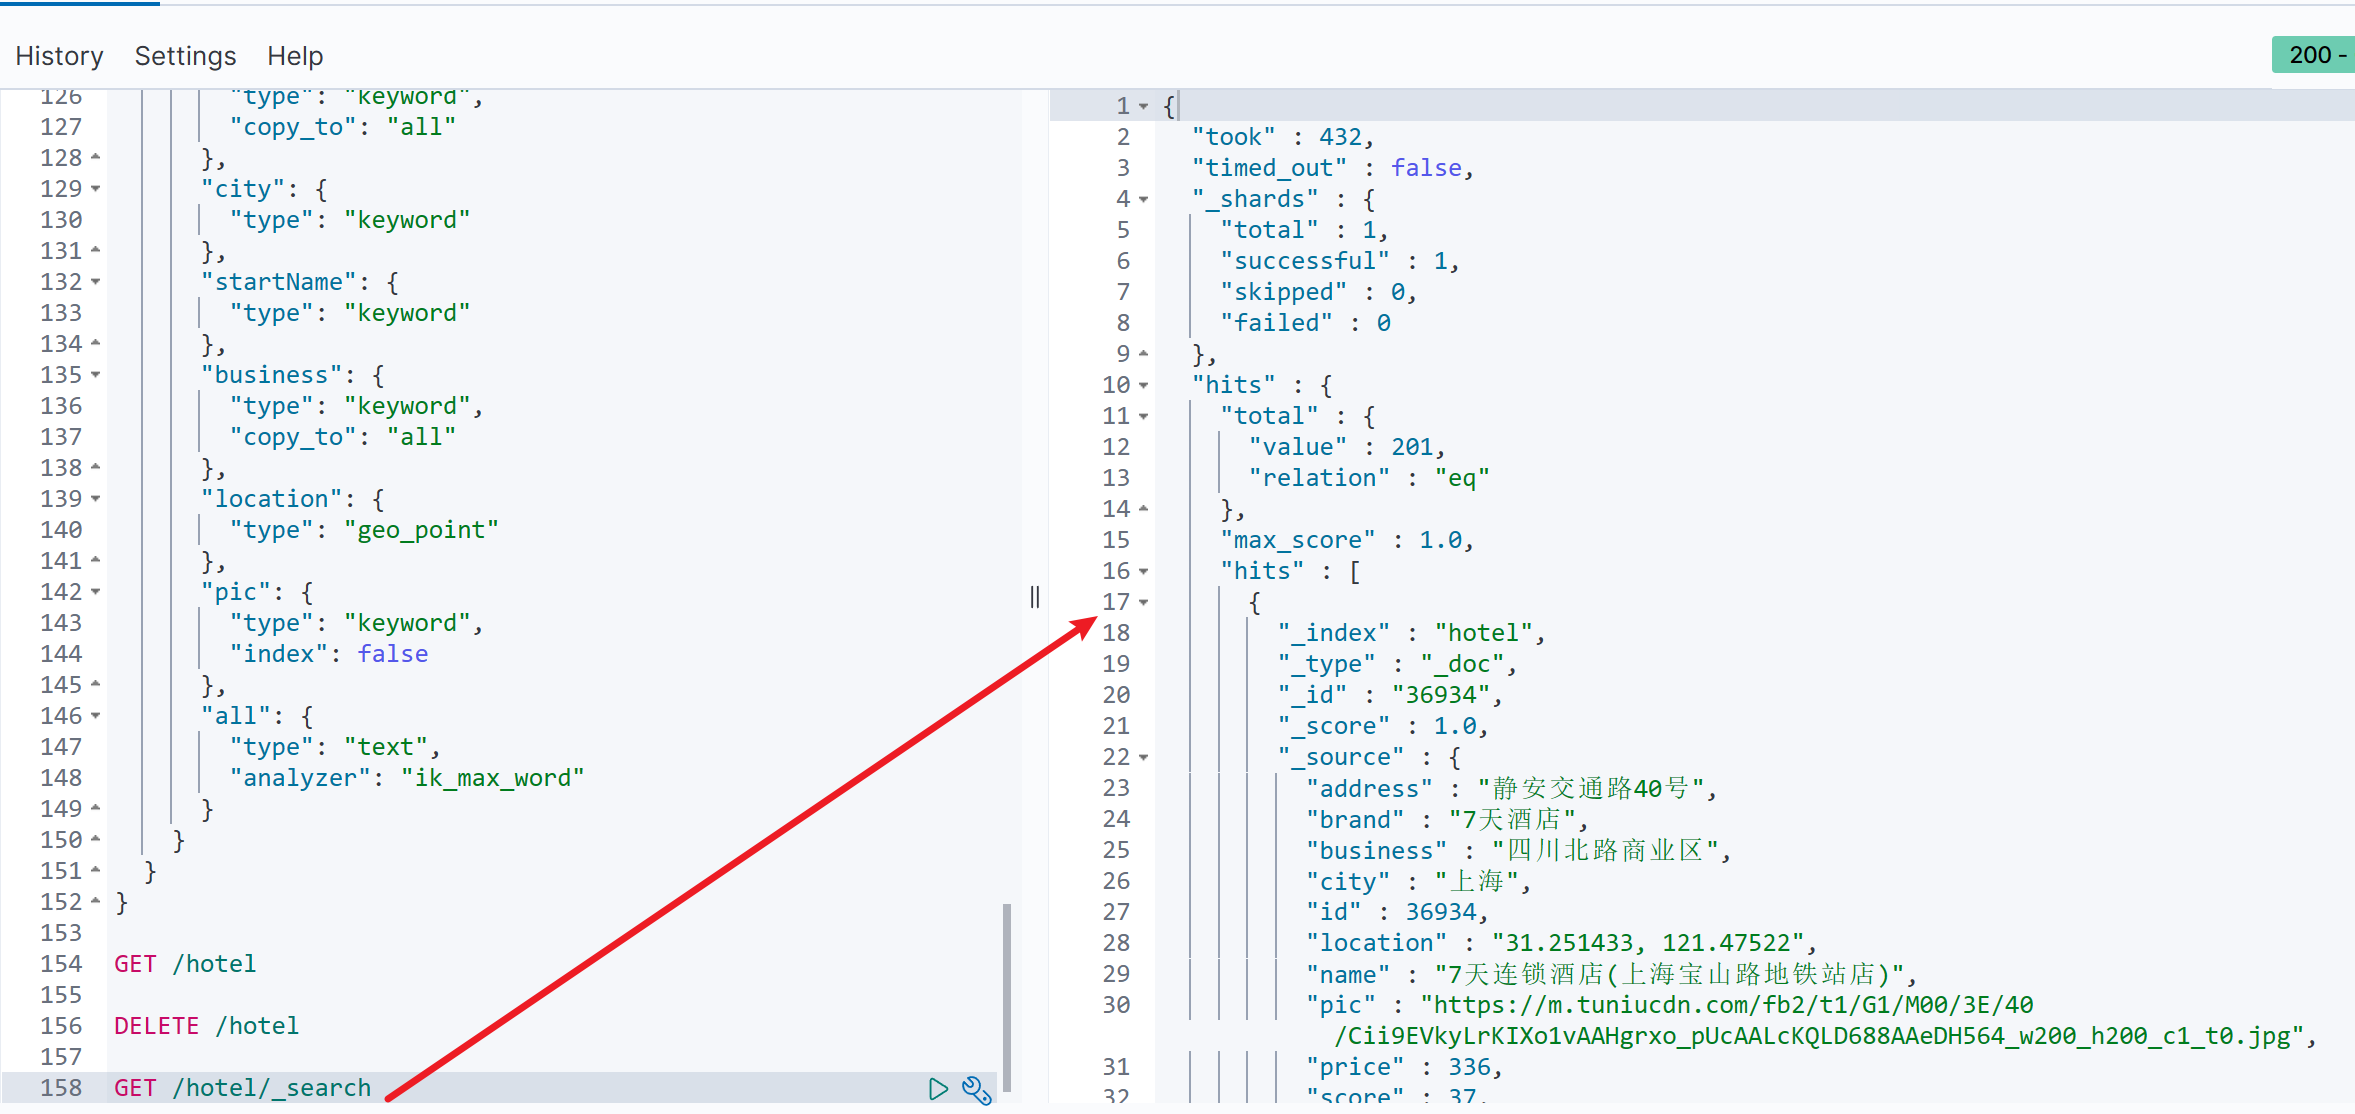 History Settings Help
200 -
126 "type": "keyword",
127 "copy_to": "all"
128 },
129 "city": {
130 "type": "keyword"
131 },
132 "startName": {
133 "type": "keyword"
134 },
135 "business": {
136 "type": "keyword",
137 "copy_to": "all"
138 },
139 "location": {
140 "type": "geo_point"
141 },
142 "pic": {
143 "type": "keyword",
144 "index": false
145 },
146 "all": {
147 "type": "text",
148 "analyzer": "ik_max_word"
149 }
150 }
151 }
152 }
153
154 GET /hotel
155
156 DELETE /hotel
157
158 GET /hotel/_search
1 {
2 "took" : 432,
3 "timed_out" : false,
4 "_shards" : {
5 "total" : 1,
6 "successful" : 1,
7 "skipped" : 0,
8 "failed" : 0
9 },
10 "hits" : {
11 "total" : {
12 "value" : 201,
13 "relation" : "eq"
14 },
15 "max_score" : 1.0,
16 "hits" : [
17 {
18 "_index" : "hotel",
19 "_type" : "_doc",
20 "_id" : "36934",
21 "_score" : 1.0,
22 "_source" : {
23 "address" : "静安交通路40号",
24 "brand" : "7天酒店",
25 "business" : "四川北路商业区",
26 "city" : "上海",
27 "id" : 36934,
28 "location" : "31.251433, 121.47522",
29 "name" : "7天连锁酒店(上海宝山路地铁站店)",
30 "pic" : "https://m.tuniucdn.com/fb2/t1/G1/M00/3E/40
/Cii9EVkyLrKIXo1vAAHgrxo_pUcAALcKQLD688AAeDH564_w200_h200_c1_t0.jpg",
31 "price" : 336,
32 "score" : 37,